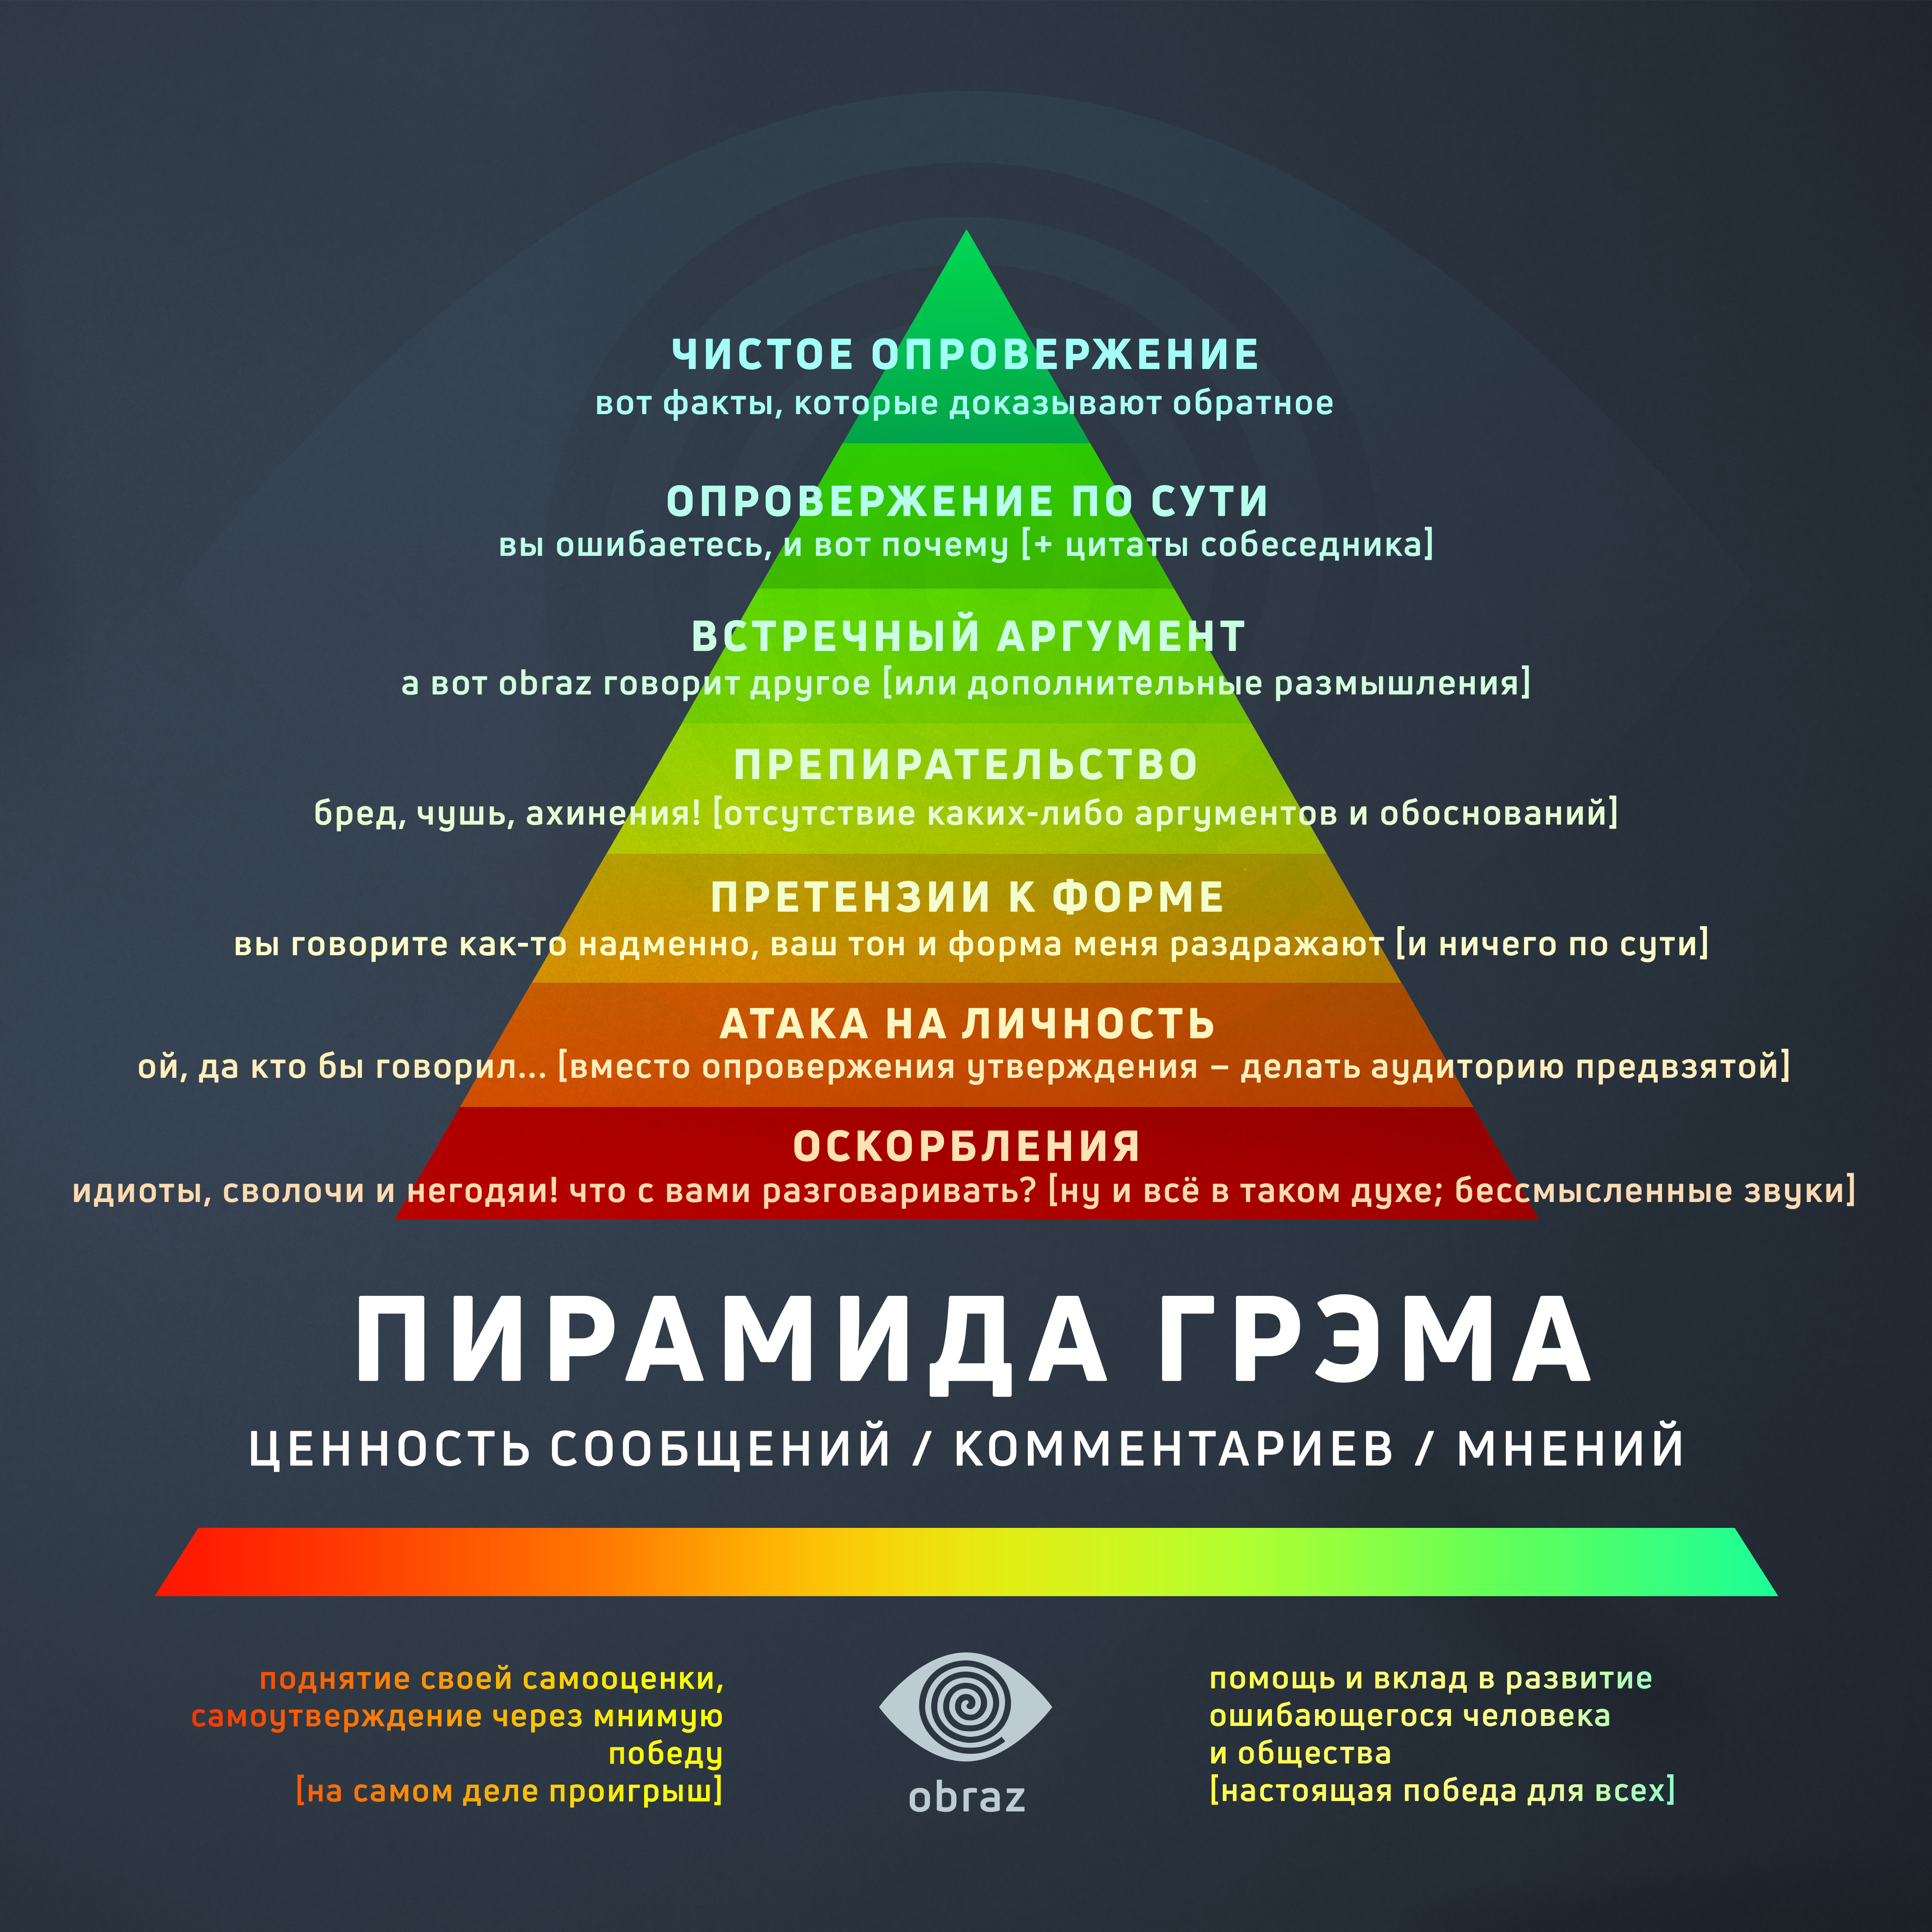 ЧИСТОЕ ОПРОВЕРЖЕНИЕ
вот факты, которые доказывают обратное
ОПРОВЕРЖЕНИЕ ПО СУТИ
вы ошибаетесь, и вот почему [+ цитаты собеседника]
ВСТРЕЧНЫЙ АРГУМЕНТ
а вот obraz говорит другое [или дополнительные размышления]
ПРЕПИРАТЕЛЬСТВО
бред, чушь, ахинения! [отсутствие каких-либо аргументов и обоснований]
ПРЕТЕНЗИИ К ФОРМЕ
вы говорите как-то надменно, ваш тон и форма меня раздражают [и ничего по сути]
АТАКА НА ЛИЧНОСТЬ
ой, да кто бы говорил... [вместо опровержения утверждения – делать аудиторию предвзятой]
ОСКОРБЛЕНИЯ
идиоты, сволочи и негодяи! что с вами разговаривать? [ну и всё в таком духе; бессмысленные звуки]
ПИРАМИДА ГРЭМА
ЦЕННОСТЬ СООБЩЕНИЙ / КОММЕНТАРИЕВ / МНЕНИЙ
поднятие своей самооценки,
самоутверждение через мнимую
победу
[на самом деле проигрыш]
obraz
помощь и вклад в развитие
ошибающегося человека
и общества
[настоящая победа для всех]